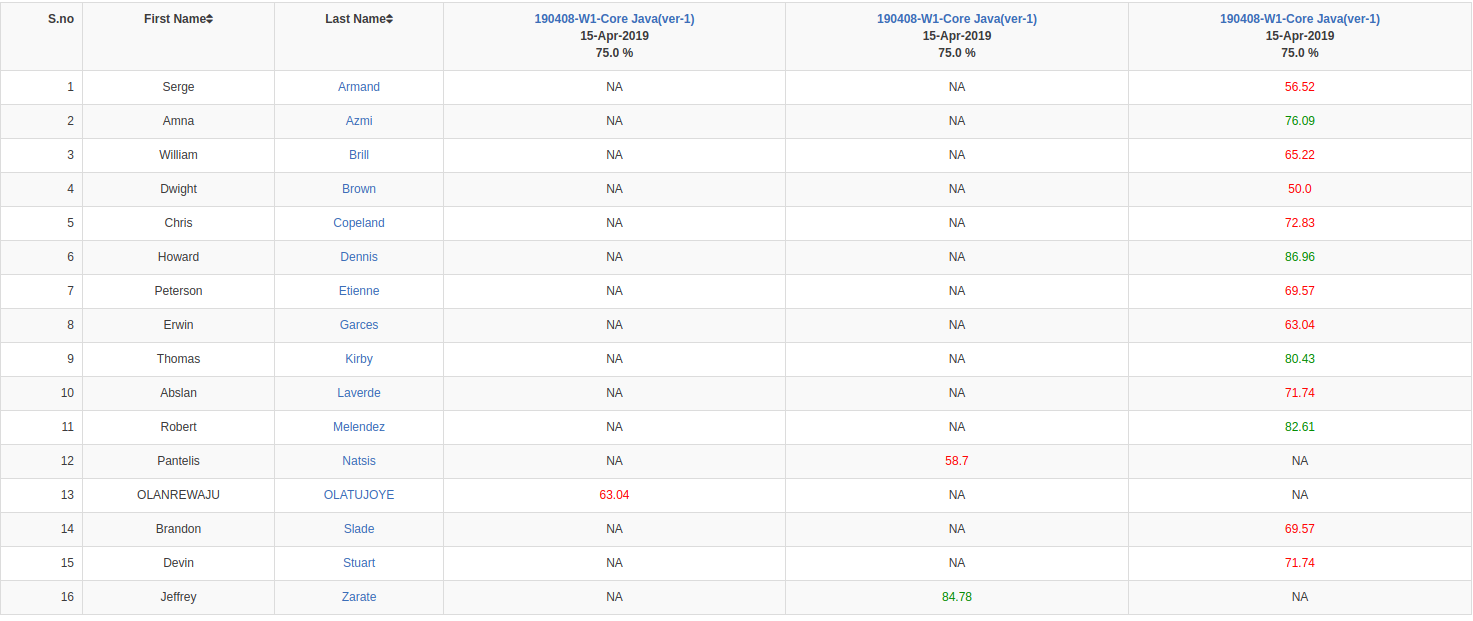 S.no First Name Last Name 190408-W1-Core Java(ver-1) 190408-W1-Core Java(ver-1) 190408-W1-Core Java(ver-1)
15-Apr-2019 15-Apr-2019 15-Apr-2019
75.0 % 75.0 % 75.0 %
1 Serge Armand NA NA 56.52
2 Amna Azmi NA NA 76.09
3 William Brill NA NA 65.22
4 Dwight Brown NA NA 50.0
5 Chris Copeland NA NA 72.83
6 Howard Dennis NA NA 86.96
7 Peterson Etienne NA NA 69.57
8 Erwin Garces NA NA 63.04
9 Thomas Kirby NA NA 80.43
10 Abslan Laverde NA NA 71.74
11 Robert Melendez NA NA 82.61
12 Pantelis Natsis NA 58.7 NA
13 OLANREWAJU OLATUJOYE 63.04 NA NA
14 Brandon Slade NA NA 69.57
15 Devin Stuart NA NA 71.74
16 Jeffrey Zarate NA 84.78 NA